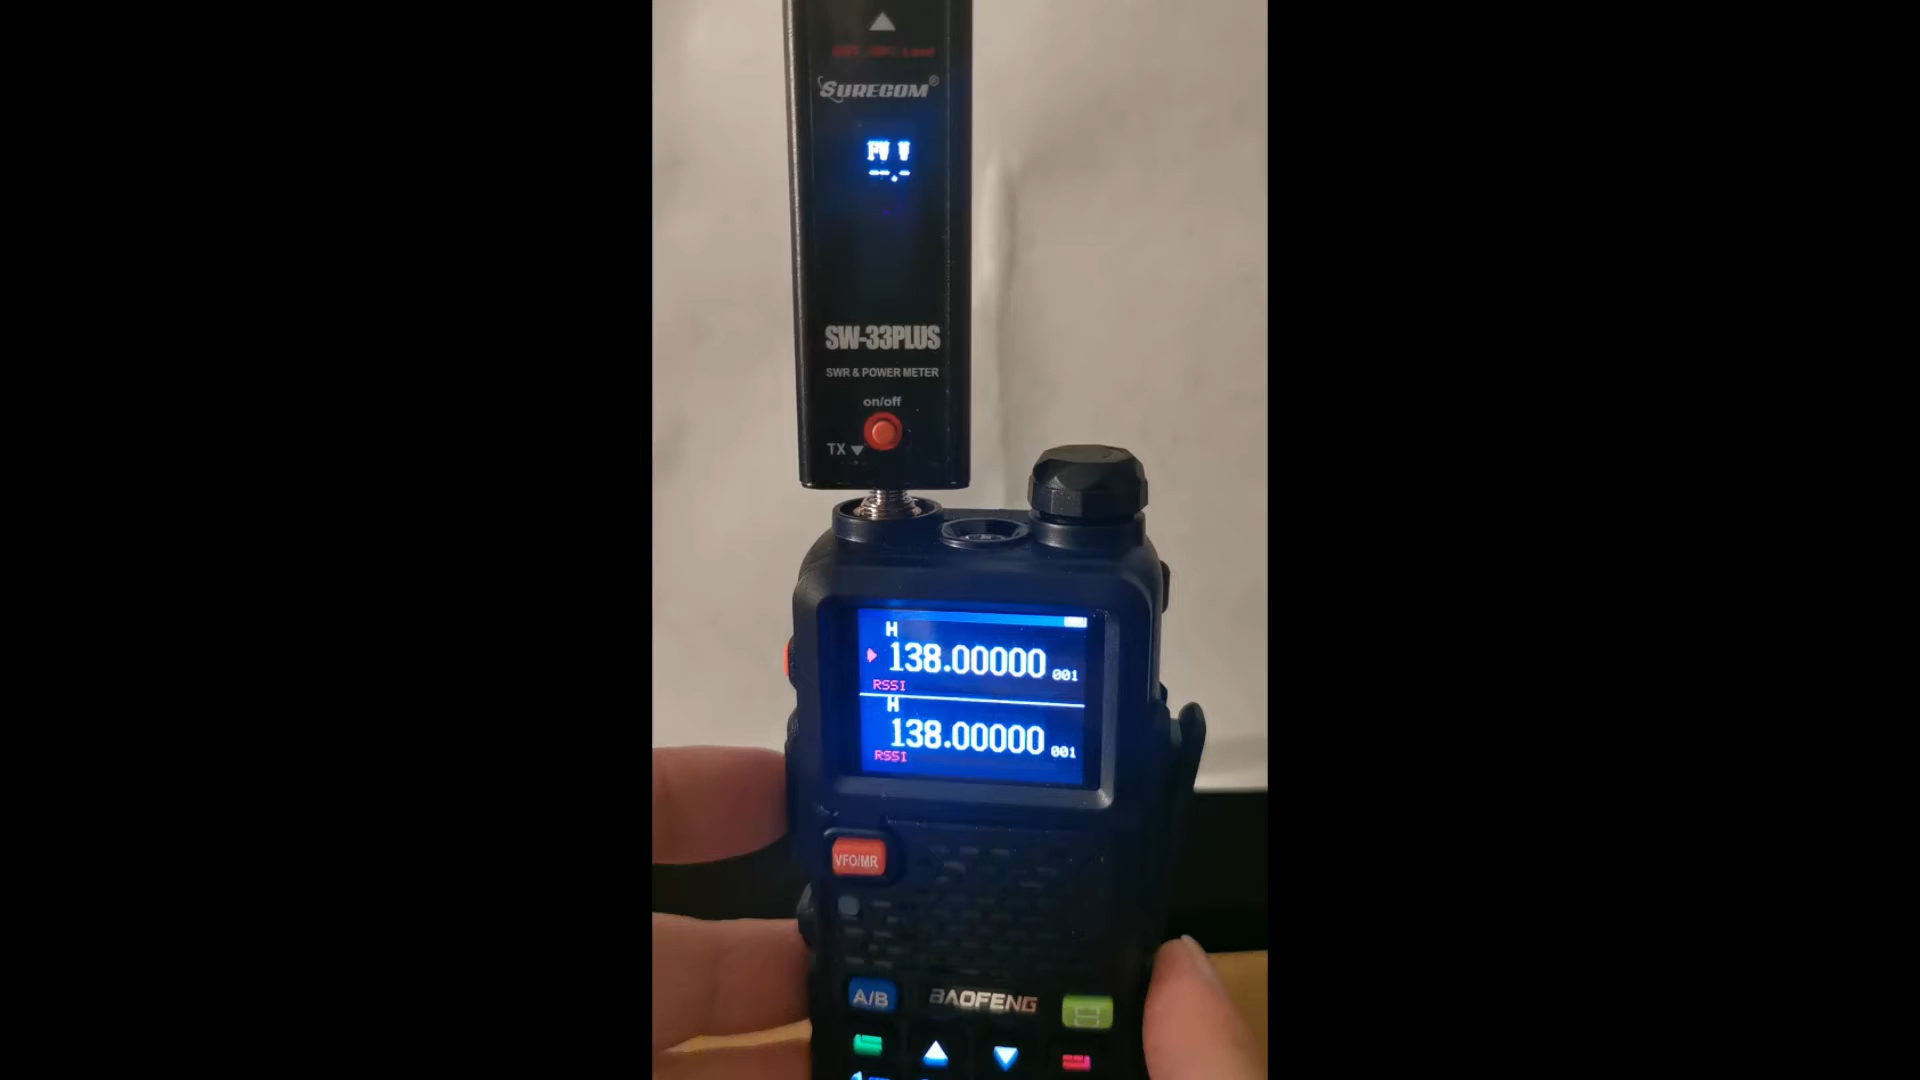 SURECOM®
PW W
--.-
SW-33PLUS
SWR & POWER METER
on/off
TX
H
138.00000 001
RSSI
H
138.00000 001
RSSI
VFO/MR
A/B
BAOFENG